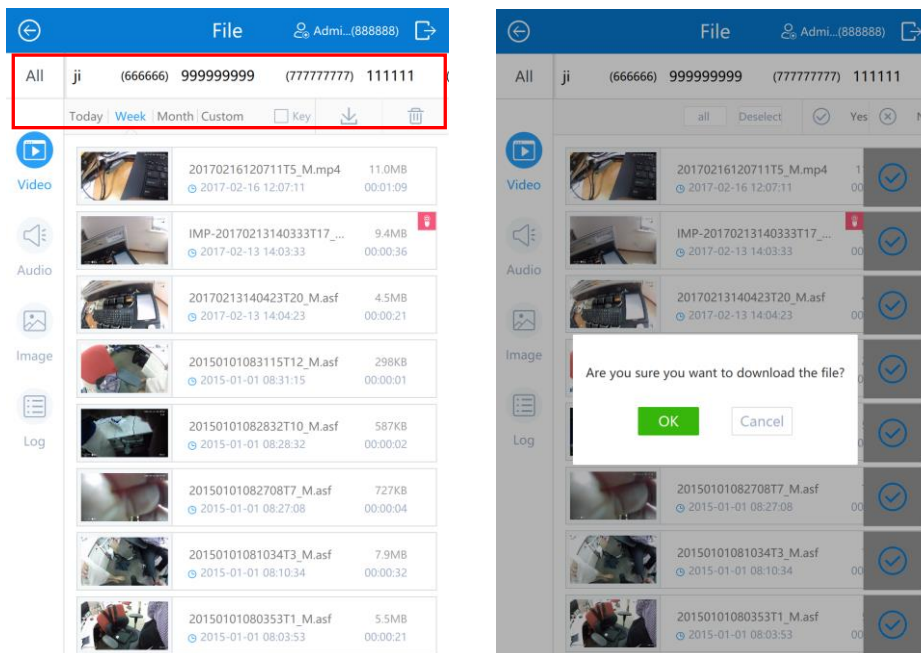 File Admi...(888888)
All ji (666666) 999999999 (777777777) 111111
Today Week Month Custom Key
Video
20170216120711T5_M.mp4 11.0MB
2017-02-16 12:07:11 00:01:09
Audio
IMP-20170213140333T17_... 9.4MB
2017-02-13 14:03:33 00:00:36
20170213140423T20_M.asf 4.5MB
2017-02-13 14:04:23 00:00:21
Image
20150101083115T12_M.asf 298KB
2015-01-01 08:31:15 00:00:01
Log
20150101082832T10_M.asf 587KB
2015-01-01 08:28:32 00:00:02
20150101082708T7_M.asf 727KB
2015-01-01 08:27:08 00:00:04
20150101081034T3_M.asf 7.9MB
2015-01-01 08:10:34 00:00:32
20150101080353T1_M.asf 5.5MB
2015-01-01 08:03:53 00:00:21
File Admi...(888888)
All ji (666666) 999999999 (777777777) 111111
all Deselect Yes
Video
20170216120711T5_M.mp4
2017-02-16 12:07:11
Audio
IMP-20170213140333T17_...
2017-02-13 14:03:33
20170213140423T20_M.asf
2017-02-13 14:04:23
Image
Are you sure you want to download the file?
OK Cancel
Log
20150101082708T7_M.asf
2015-01-01 08:27:08
20150101081034T3_M.asf
2015-01-01 08:10:34
20150101080353T1_M.asf
2015-01-01 08:03:53